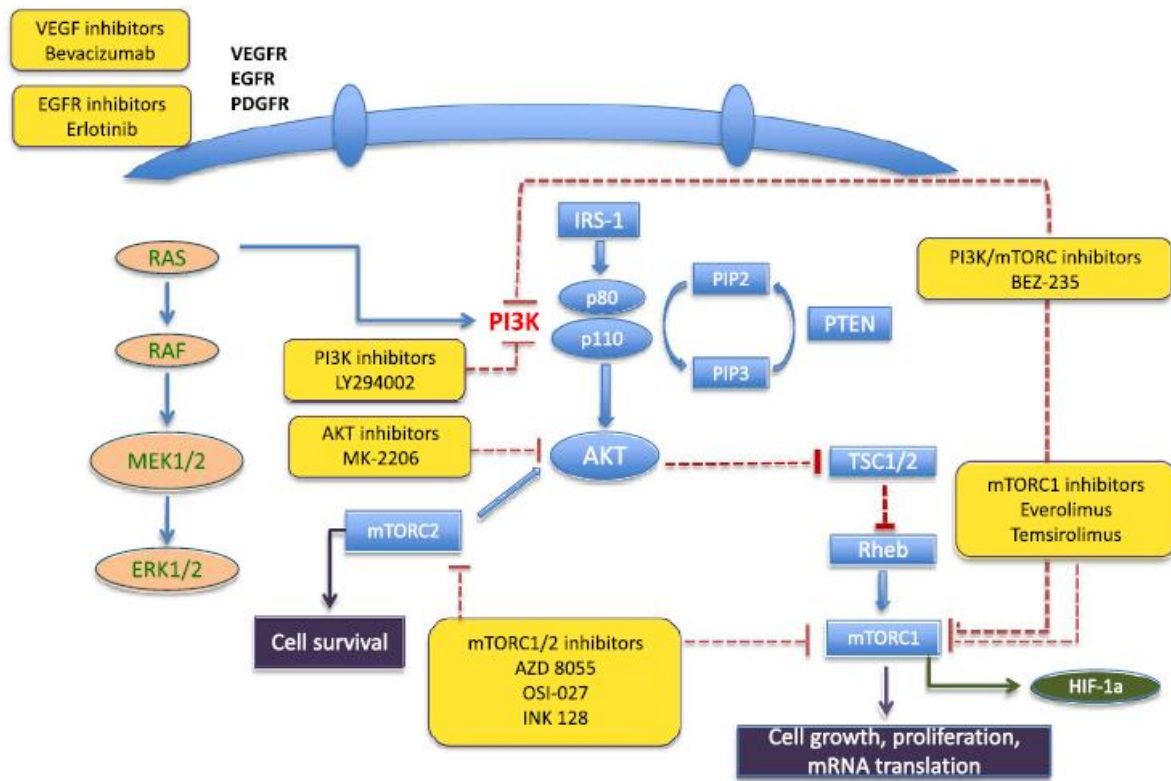 VEGF inhibitors
Bevacizumab
EGFR inhibitors
Erlotinib
VEGFR
EGFR
PDGFR
IRS-1
RAS
PI3K/mTORC inhibitors
BEZ-235
PIP2
p80
PI3K
PTEN
p110
RAF
PI3K inhibitors
LY294002
PIP3
AKT inhibitors
MK-2206
AKT
TSC1/2
MEK1/2
mTORC1 inhibitors
Everolimus
Temsirolimus
mTORC2
Rheb
ERK1/2
Cell survival
mTORC1/2 inhibitors
AZD 8055
OSI-027
INK 128
mTORC1
HIF-1a
Cell growth, proliferation,
mRNA translation